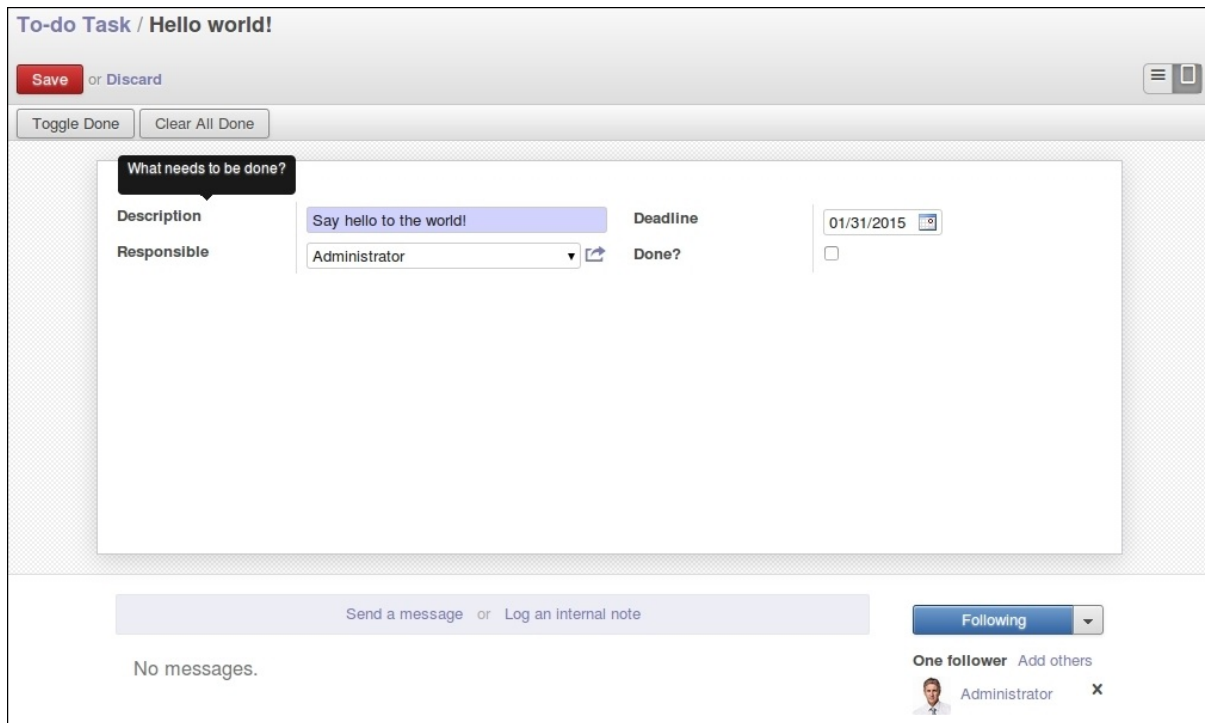 To-do Task / Hello world!
Save or Discard
Toggle Done Clear All Done
What needs to be done?
Description Say hello to the world! Deadline 01/31/2015
Responsible Administrator Done?
Send a message or Log an internal note
Following
No messages.
One follower Add others
Administrator x